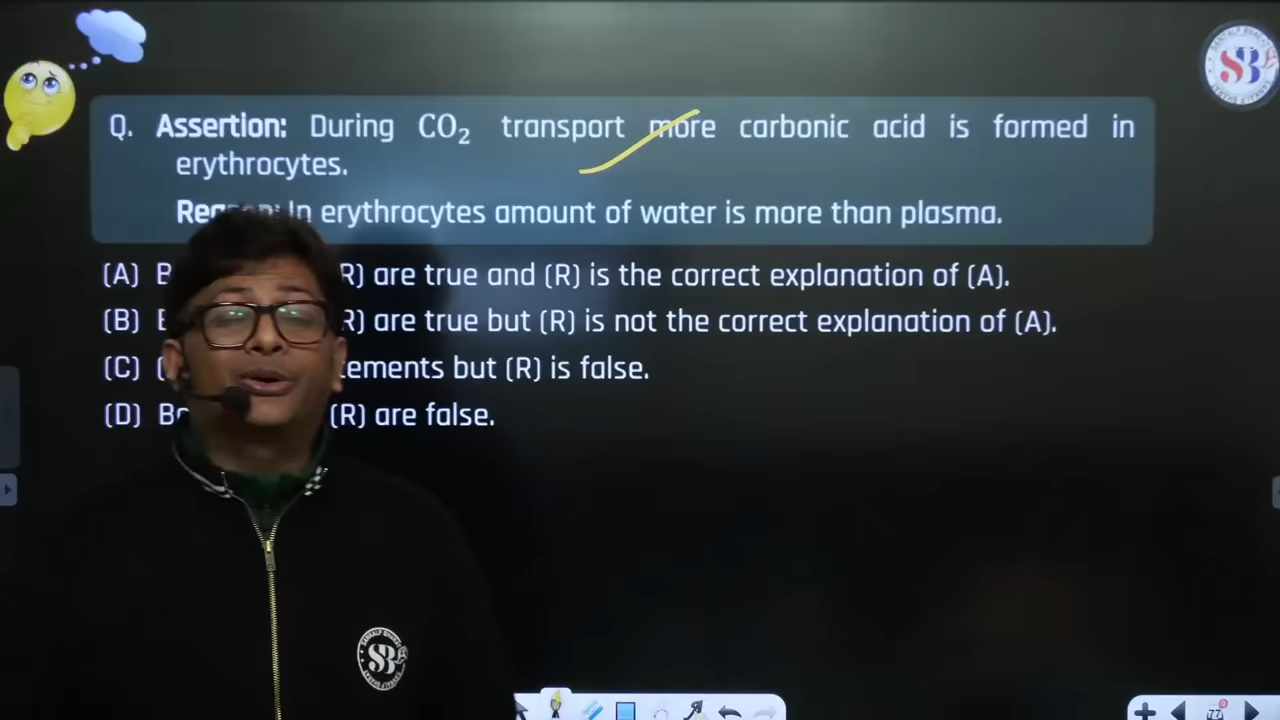 Q. Assertion: During CO₂ transport more carbonic acid is formed in
erythrocytes.
In erythrocytes amount of water is more than plasma.
(A) R) are true and (R) is the correct explanation of (A).
(B) R) are true but (R) is not the correct explanation of (A).
(C) but (R) is false.
(D) (R) are false.
SB
SB